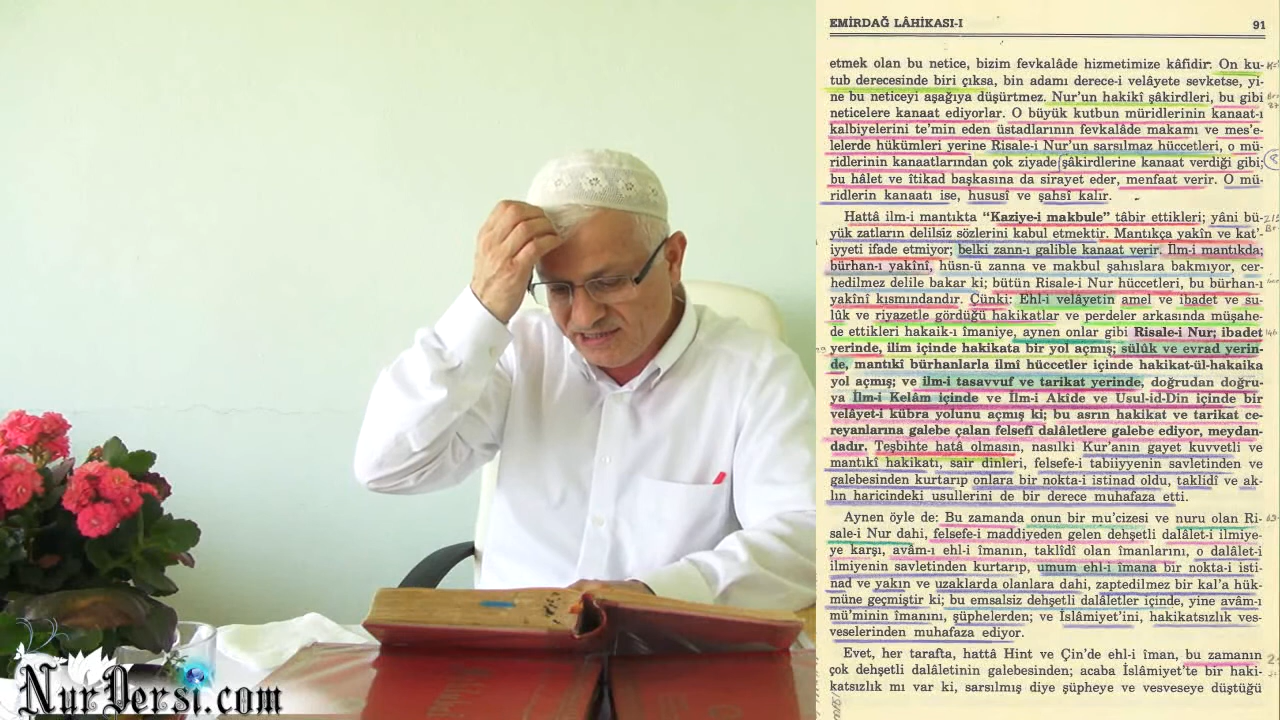 EMİRDAĞ LÂHİKASI-I
91
etmek olan bu netice, bizim fevkalâde hizmetimize kâfidir. On ku-
tub derecesinde biri çıksa, bin adamı derece-i velâyete sevketse, yi-
ne bu neticeyi aşağıya düşürtmez. Nur'un hakikî şâkirdleri, bu gibi
neticelere kanaat ediyorlar. O büyük kutbun müridlerinin kanaat-ı
kalbiyelerini te'min eden üstadlarının fevkalâde makamı ve mes'e-
lelerde hükümleri yerine Risale-i Nur'un sarsılmaz hüccetleri, o mü-
ridlerinin kanaatlarından çok ziyade şâkirdlerine kanaat verdiği gibi;
bu hâlet ve îtikad başkasına da sirayet eder, menfaat verir. O mü-
ridlerin kanaatı ise, hususî ve şahsî kalır.
Hattâ ilm-i mantıkta "Kaziye-i makbule" tâbir ettikleri; yâni bü-
yük zatların delilsiz sözlerini kabul etmektir. Mantıkça yakîn ve kat'-
iyyeti ifade etmiyor; belki zann-ı galible kanaat verir. İlm-i mantıkda;
bürhan-ı yakînî, hüsn-ü zanna ve makbul şahıslara bakmıyor, cer-
hedilmez delile bakar ki; bütün Risale-i Nur hüccetleri, bu bürhan-ı
yakînî kısmındandır. Çünki: Ehl-i velâyetin amel ve ibadet ve su-
lûk ve riyazetle gördüğü hakikatlar ve perdeler arkasında müşahe-
de ettikleri hakaik-ı îmaniye, aynen onlar gibi Risale-i Nur; ibadet
yerinde, ilim içinde hakikata bir yol açmış; sülûk ve evrad yerin-
de, mantıkî bürhanlarla ilmî hüccetler içinde hakikat-ül-hakaika
yol açmış; ve ilm-i tasavvuf ve tarikat yerinde, doğrudan doğru-
ya İlm-i Kelâm içinde ve İlm-i Akîde ve Usul-id-Din içinde bir
velâyet-i kübra yolunu açmış ki; bu asrın hakikat ve tarikat ce-
reyanlarına galebe çalan felsefî dalâletlere galebe ediyor, meydan-
dadır. Teşbihte hatâ olmasın, nasılki Kur'anın gayet kuvvetli ve
mantıkî hakikatı, sair dinleri, felsefe-i tabiiyyenin savletinden ve
galebesinden kurtarıp onlara bir nokta-i istinad oldu, taklidî ve ak-
lın haricindeki usullerini de bir derece muhafaza etti.
Aynen öyle de: Bu zamanda onun bir mu'cizesi ve nuru olan Ri-
sale-i Nur dahi, felsefe-i maddiyeden gelen dehşetli dalâlet-i ilmiye-
ye karşı, avâm-ı ehl-i îmanın, taklîdî olan îmanlarını, o dalâlet-i
ilmiyenin savletinden kurtarıp, umum ehl-i îmana bir nokta-i isti-
nad ve yakın ve uzaklarda olanlara dahi, zaptedilmez bir kal'a hük-
müne geçmiştir ki; bu emsalsiz dehşetli dalâletler içinde, yine avâm-ı
mü'minin îmanını, şüphelerden; ve İslâmiyet'ini, hakikatsızlık ves-
veselerinden muhafaza ediyor.
Evet, her tarafta, hattâ Hint ve Çin'de ehl-i îman, bu zamanın
çok dehşetli dalâletinin galebesinden; acaba İslâmiyet'te bir haki-
katsızlık mı var ki, sarsılmış diye şüpheye ve vesveseye düştüğü
NurDersi.com